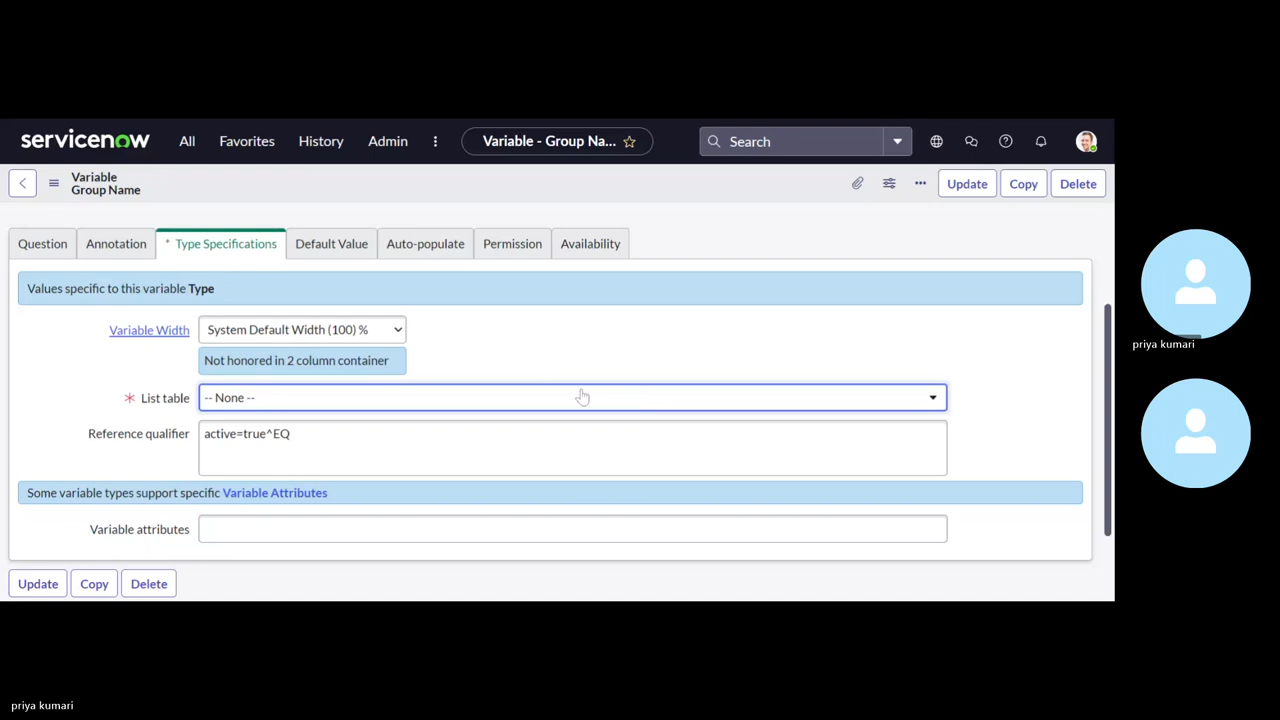 servicenow
All
Favorites
History
Admin
Variable - Group Na...
Search
Variable
Group Name
Update
Copy
Delete
Question
Annotation
* Type Specifications
Default Value
Auto-populate
Permission
Availability
Values specific to this variable Type
Variable Width
System Default Width (100) %
Not honored in 2 column container
* List table
-- None --
Reference qualifier
active=true^EQ
Some variable types support specific Variable Attributes
Variable attributes
Update
Copy
Delete
priya kumari
priya kumari